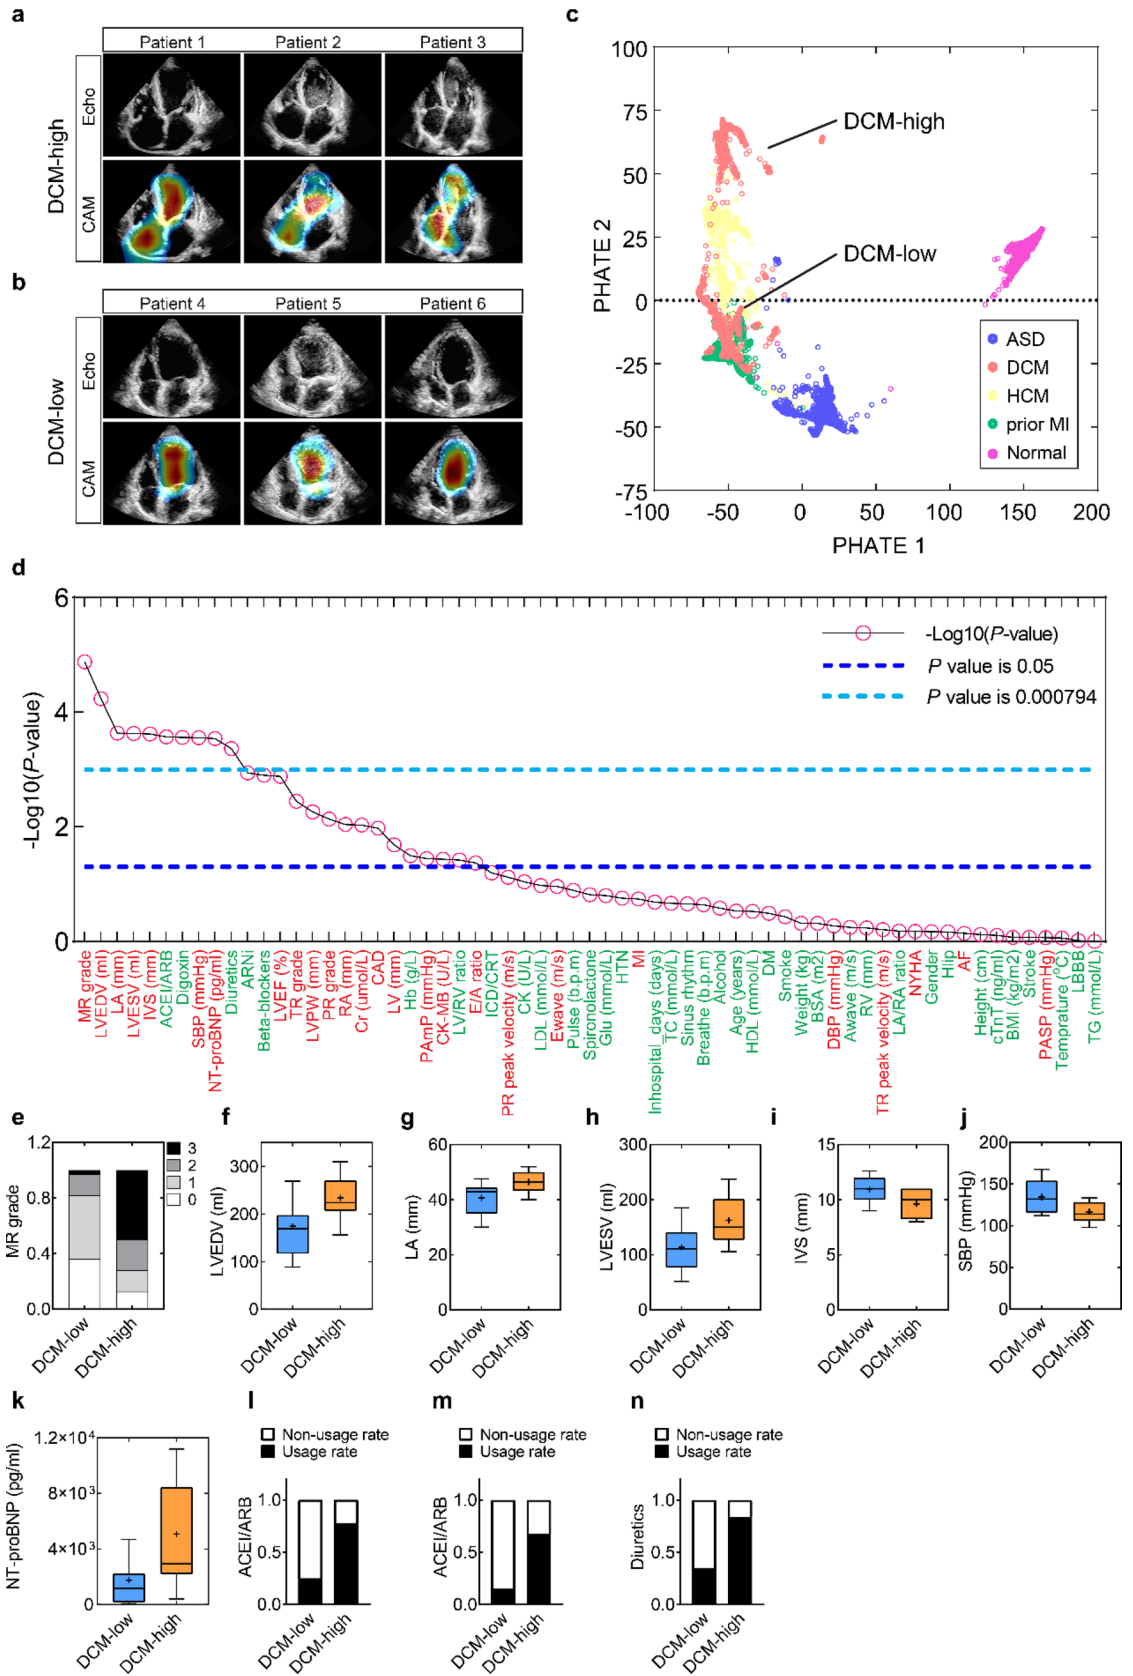 a
Patient 1
Patient 2
Patient 3
DCM-high
Echo
CAM
b
Patient 4
Patient 5
Patient 6
DCM-low
Echo
CAM
c
100
75
50
25
0
-25
-50
-75
PHATE 2
-100
-50
0
50
100
150
200
PHATE 1
DCM-high
DCM-low
ASD
DCM
HCM
prior MI
Normal
d
6
4
2
0
-Log10(P-value)
-Log10(P-value)
P value is 0.05
P value is 0.000794
MR grade
LVEDV (ml)
LA (mm)
LVESV (ml)
IVS (mm)
ACEI/ARB
Digoxin
SBP (mmHg)
NT-proBNP (pg/ml)
Diuretics
ARNi
Beta-blockers
LVEF (%)
TR grade
LVPW (mm)
PR grade
RA (mm)
Cr (umol/L)
CAD
LV (mm)
Hb (g/L)
PAmP (mmHg)
CK-MB (U/L)
LV/RV ratio
E/A ratio
ICD/CRT
PR peak velocity (m/s)
CK (U/L)
LDL (mmol/L)
Ewave (m/s)
Pulse (b.p.m)
Spironolactone
Glu (mmol/L)
HTN
MI
Inhospital_days (days)
TC (mmol/L)
Sinus rhythm
Breathe (b.p.m)
Alcohol
Age (years)
HDL (mmol/L)
DM
Smoke
Weight (kg)
BSA (m2)
DBP (mmHg)
Awave (m/s)
RV (mm)
TR peak velocity (m/s)
LA/RA ratio
NYHA
Gender
Hlip
AF
Height (cm)
cTnT (ng/ml)
BMI (kg/m2)
Stroke
PASP (mmHg)
Temprature (°C)
LBBB
TG (mmol/L)
e
MR grade
1.2
0.8
0.4
0.0
3
2
1
0
DCM-low
DCM-high
f
LVEDV (ml)
300
200
100
0
DCM-low
DCM-high
g
LA (mm)
60
40
20
0
DCM-low
DCM-high
h
LVESV (ml)
300
200
100
0
DCM-low
DCM-high
i
IVS (mm)
15
10
5
0
DCM-low
DCM-high
j
SBP (mmHg)
200
150
100
50
0
DCM-low
DCM-high
k
NT-proBNP (pg/ml)
1.2×10⁴
8×10³
4×10³
0
DCM-low
DCM-high
l
Non-usage rate
Usage rate
ACEI/ARB
1.0
0.5
0.0
DCM-low
DCM-high
m
Non-usage rate
Usage rate
ACEI/ARB
1.0
0.5
0.0
DCM-low
DCM-high
n
Non-usage rate
Usage rate
Diuretics
1.0
0.5
0.0
DCM-low
DCM-high